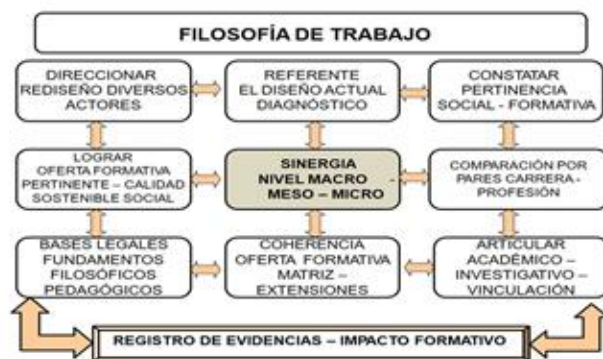 FILOSOFÍA DE TRABAJO
DIRECCIONAR
REDISEÑO DIVERSOS
ACTORES
REFERENTE
EL DISEÑO ACTUAL
DIAGNÓSTICO
CONSTATAR
PERTINENCIA
SOCIAL - FORMATIVA
LOGRAR
OFERTA FORMATIVA
PERTINENTE – CALIDAD
SOSTENIBLE SOCIAL
SINERGIA
NIVEL MACRO -
MESO – MICRO
COMPARACIÓN POR
PARES CARRERA-
PROFESIÓN
BASES LEGALES
FUNDAMENTOS
FILOSÓFICOS
PEDAGÓGICOS
COHERENCIA
OFERTA FORMATIVA
MATRIZ –
EXTENSIONES
ARTICULAR
ACADÉMICO –
INVESTIGATIVO –
VINCULACIÓN
REGISTRO DE EVIDENCIAS – IMPACTO FORMATIVO